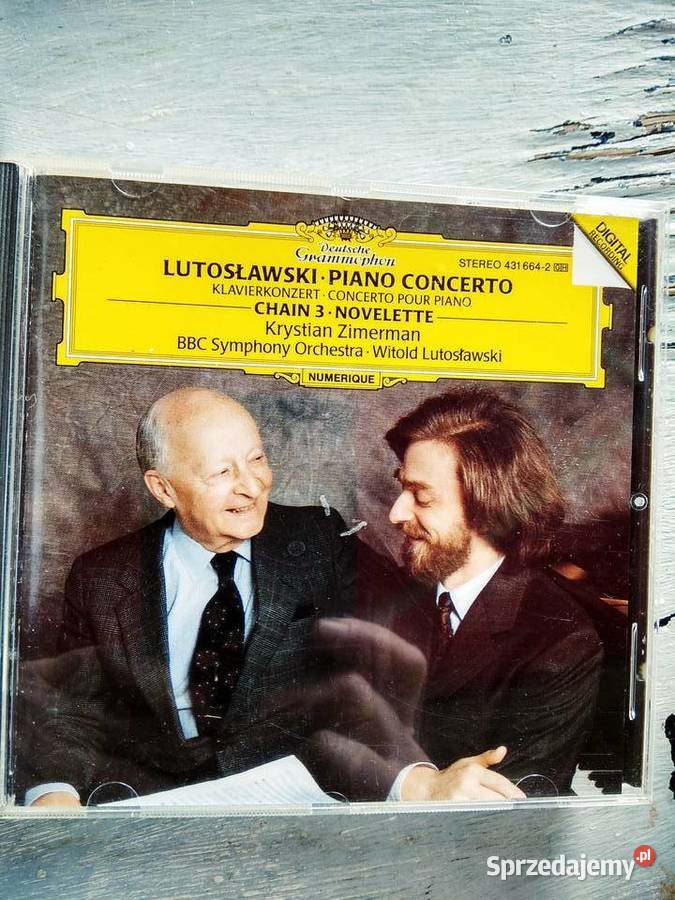 Deutsche
Grammophon
STEREO 431 664-2 GH
DIGITAL
RECORDING
LUTOSŁAWSKI · PIANO CONCERTO
KLAVIERKONZERT · CONCERTO POUR PIANO
CHAIN 3 · NOVELETTE
Krystian Zimerman
BBC Symphony Orchestra · Witold Lutosławski
NUMERIQUE
Sprzedajemy.pl